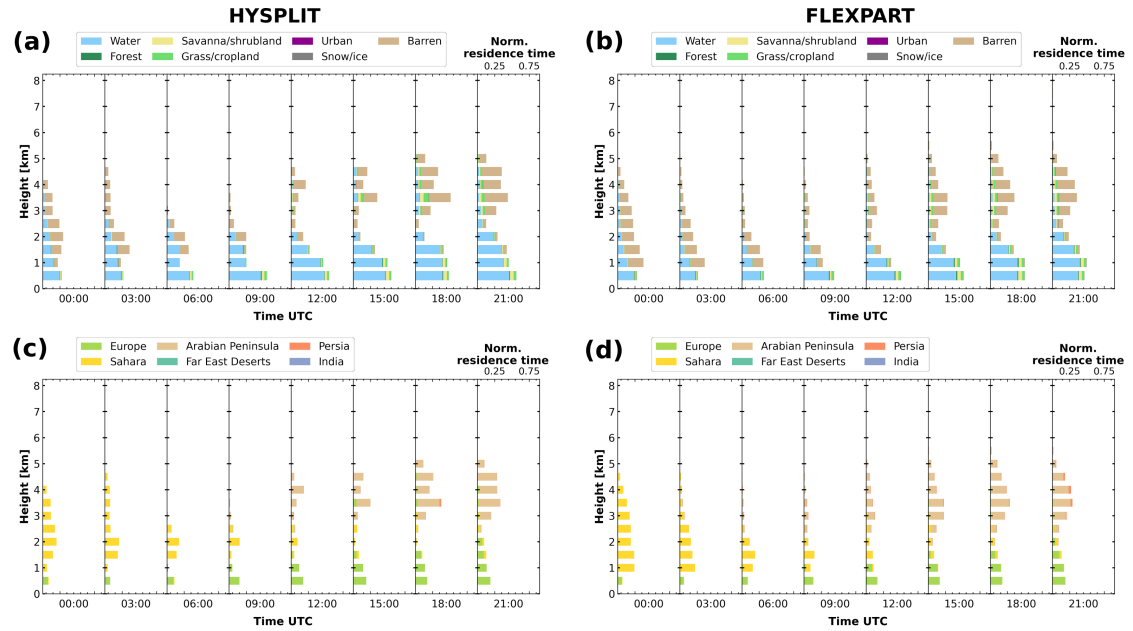 HYSPLIT
FLEXPART
(a)
Water
Savanna/shrubland
Urban
Barren
Forest
Grass/cropland
Snow/ice
Norm.
residence time
0.25 0.75
8
7
6
5
4
3
2
1
0
Height [km]
00:00 03:00 06:00 09:00 12:00 15:00 18:00 21:00
Time UTC
(b)
Water
Savanna/shrubland
Urban
Barren
Forest
Grass/cropland
Snow/ice
Norm.
residence time
0.25 0.75
8
7
6
5
4
3
2
1
0
Height [km]
00:00 03:00 06:00 09:00 12:00 15:00 18:00 21:00
Time UTC
(c)
Europe
Arabian Peninsula
Persia
Sahara
Far East Deserts
India
Norm.
residence time
0.25 0.75
8
7
6
5
4
3
2
1
0
Height [km]
00:00 03:00 06:00 09:00 12:00 15:00 18:00 21:00
Time UTC
(d)
Europe
Arabian Peninsula
Persia
Sahara
Far East Deserts
India
Norm.
residence time
0.25 0.75
8
7
6
5
4
3
2
1
0
Height [km]
00:00 03:00 06:00 09:00 12:00 15:00 18:00 21:00
Time UTC